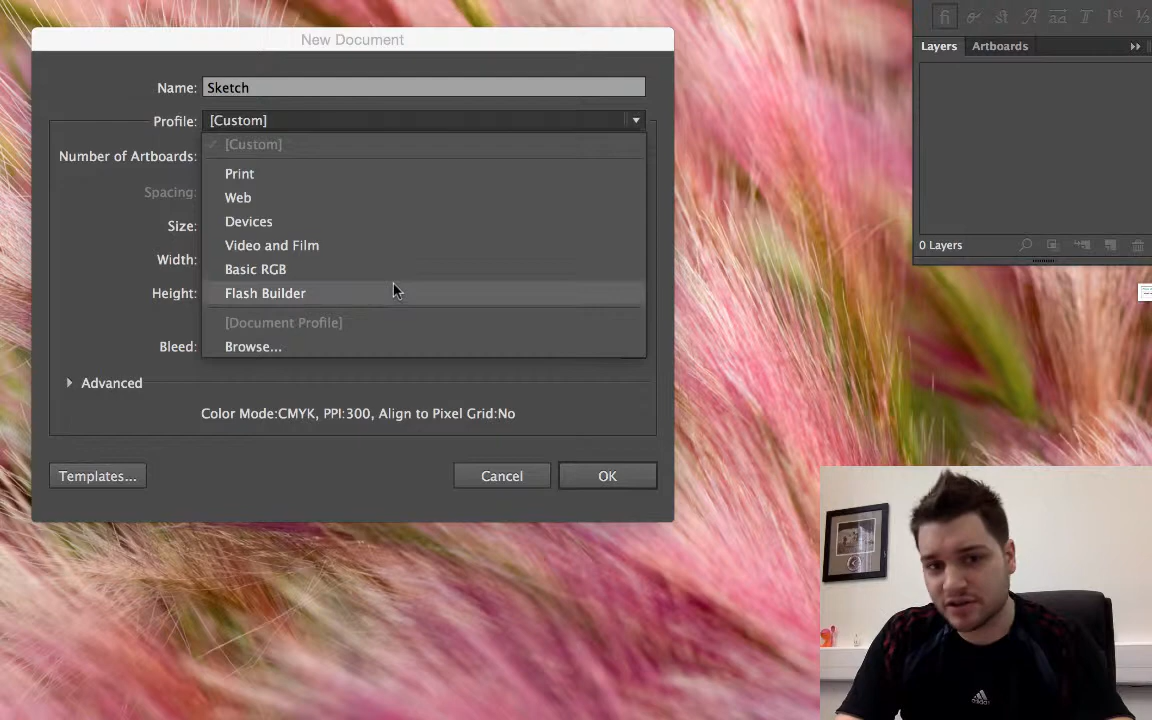 New Document
Name: Sketch
Profile: [Custom]
[Custom]
Number of Artboards:
Print
Spacing:
Web
Size:
Devices
Video and Film
Width:
Basic RGB
Height:
Flash Builder
[Document Profile]
Bleed:
Browse...
Advanced
Color Mode:CMYK, PPI:300, Align to Pixel Grid:No
Templates...
Cancel
OK
Layers
Artboards
0 Layers
adidas